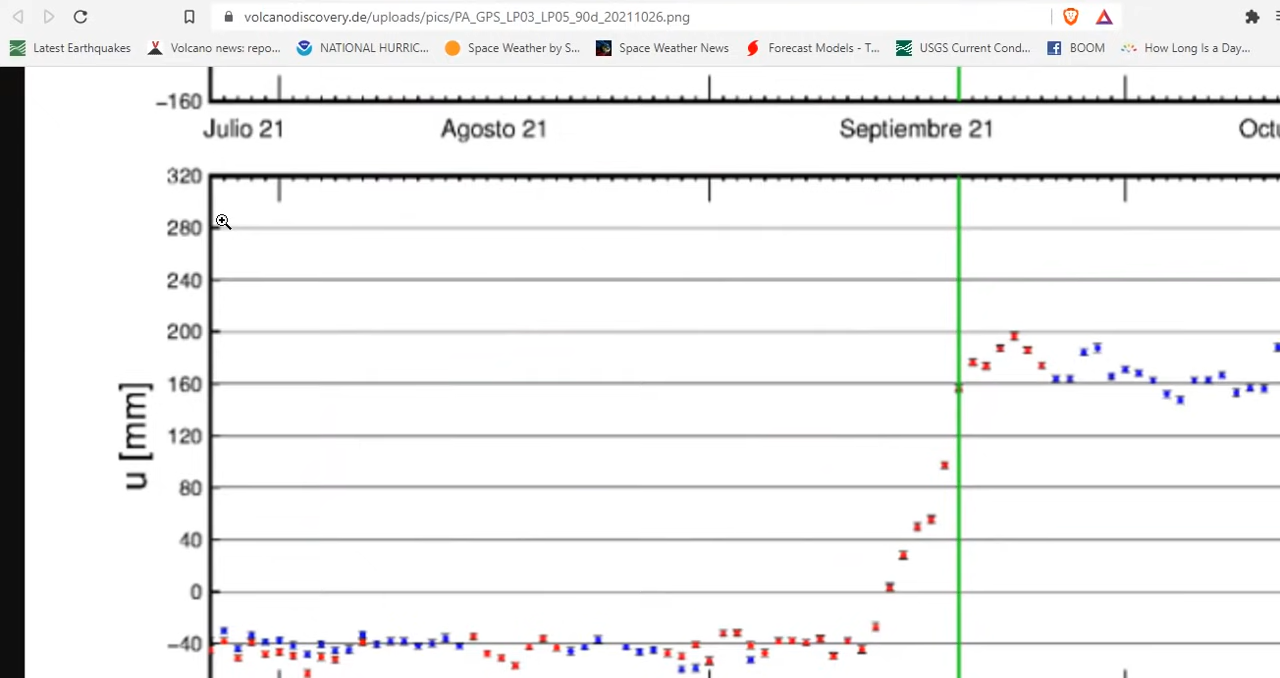 volcanodiscovery.de/uploads/pics/PA_GPS_LP03_LP05_90d_20211026.png
Latest Earthquakes Volcano news: repo... NATIONAL HURRIC... Space Weather by S... Space Weather News Forecast Models - T... USGS Current Cond... BOOM How Long Is a Day...
-160
Julio 21 Agosto 21 Septiembre 21 Octu
320
280
240
200
160
120
80
40
0
-40
u [mm]